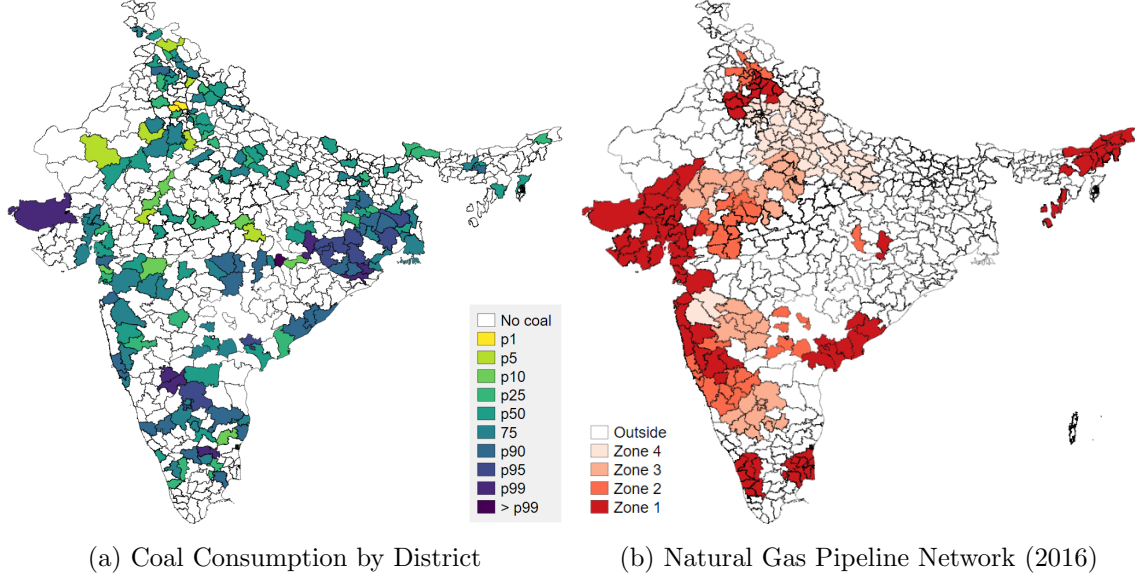 No coal
p1
p5
p10
p25
p50
75
p90
p95
p99
> p99
Outside
Zone 4
Zone 3
Zone 2
Zone 1
(a) Coal Consumption by District
(b) Natural Gas Pipeline Network (2016)